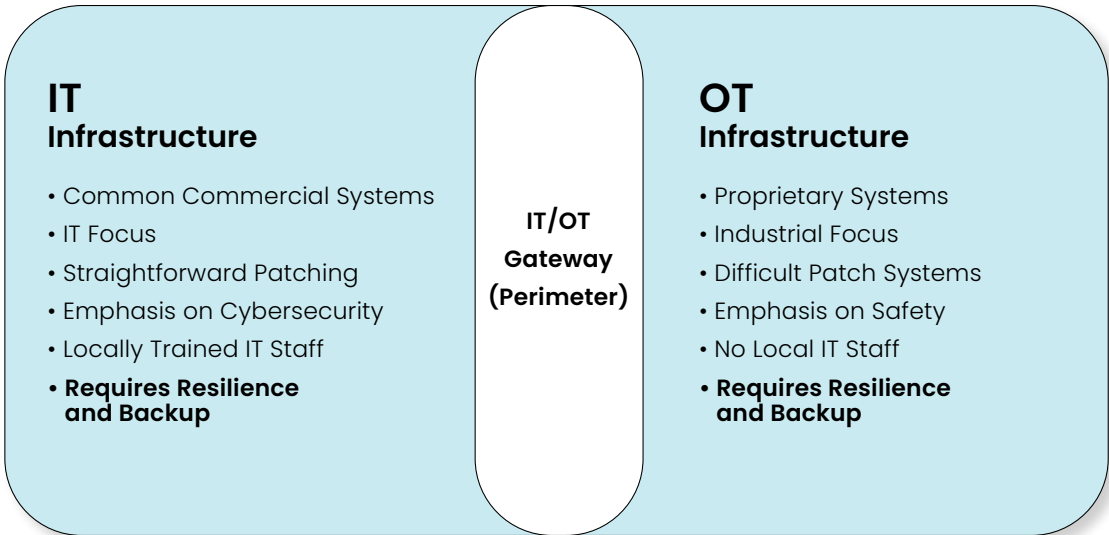 IT
Infrastructure
• Common Commercial Systems
• IT Focus
• Straightforward Patching
• Emphasis on Cybersecurity
• Locally Trained IT Staff
• Requires Resilience
and Backup
IT/OT
Gateway
(Perimeter)
OT
Infrastructure
• Proprietary Systems
• Industrial Focus
• Difficult Patch Systems
• Emphasis on Safety
• No Local IT Staff
• Requires Resilience
and Backup